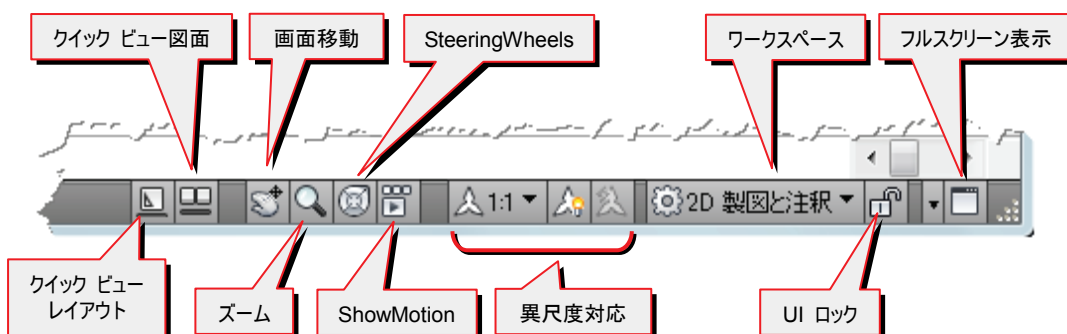 クイック ビュー図面
画面移動
SteeringWheels
ワークスペース
フルスクリーン表示
1:1
2D 製図と注釈
クイック ビュー
レイアウト
ズーム
ShowMotion
異尺度対応
UI ロック